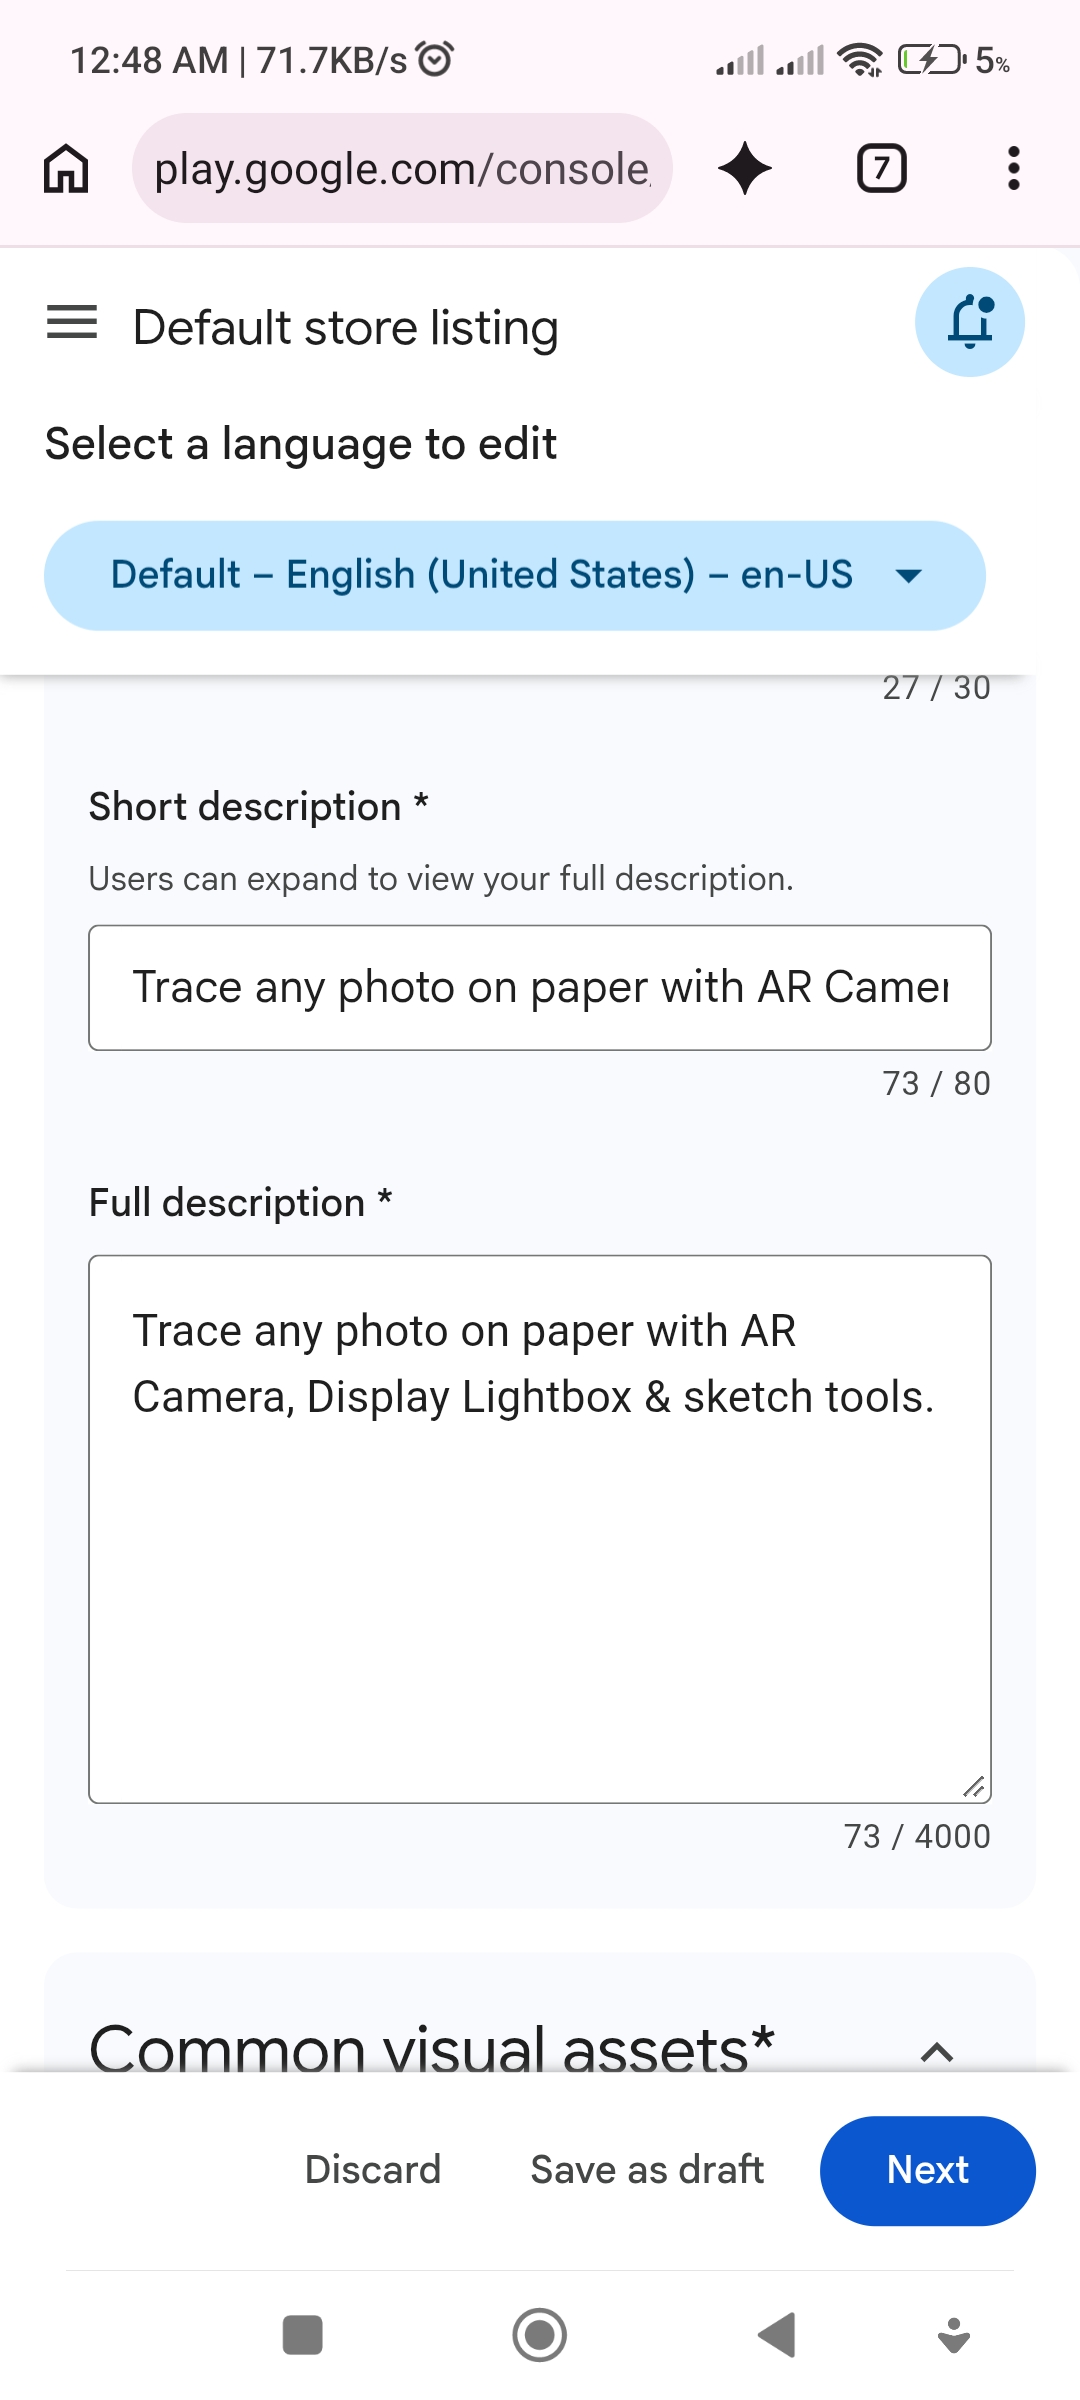 12:48 AM | 71.7KB/s
5%
play.google.com/console
7
Default store listing
Select a language to edit
Default – English (United States) – en-US
27 / 30
Short description *
Users can expand to view your full description.
Trace any photo on paper with AR Camer
73 / 80
Full description *
Trace any photo on paper with AR
Camera, Display Lightbox & sketch tools.
73 / 4000
Common visual assets*
Discard
Save as draft
Next